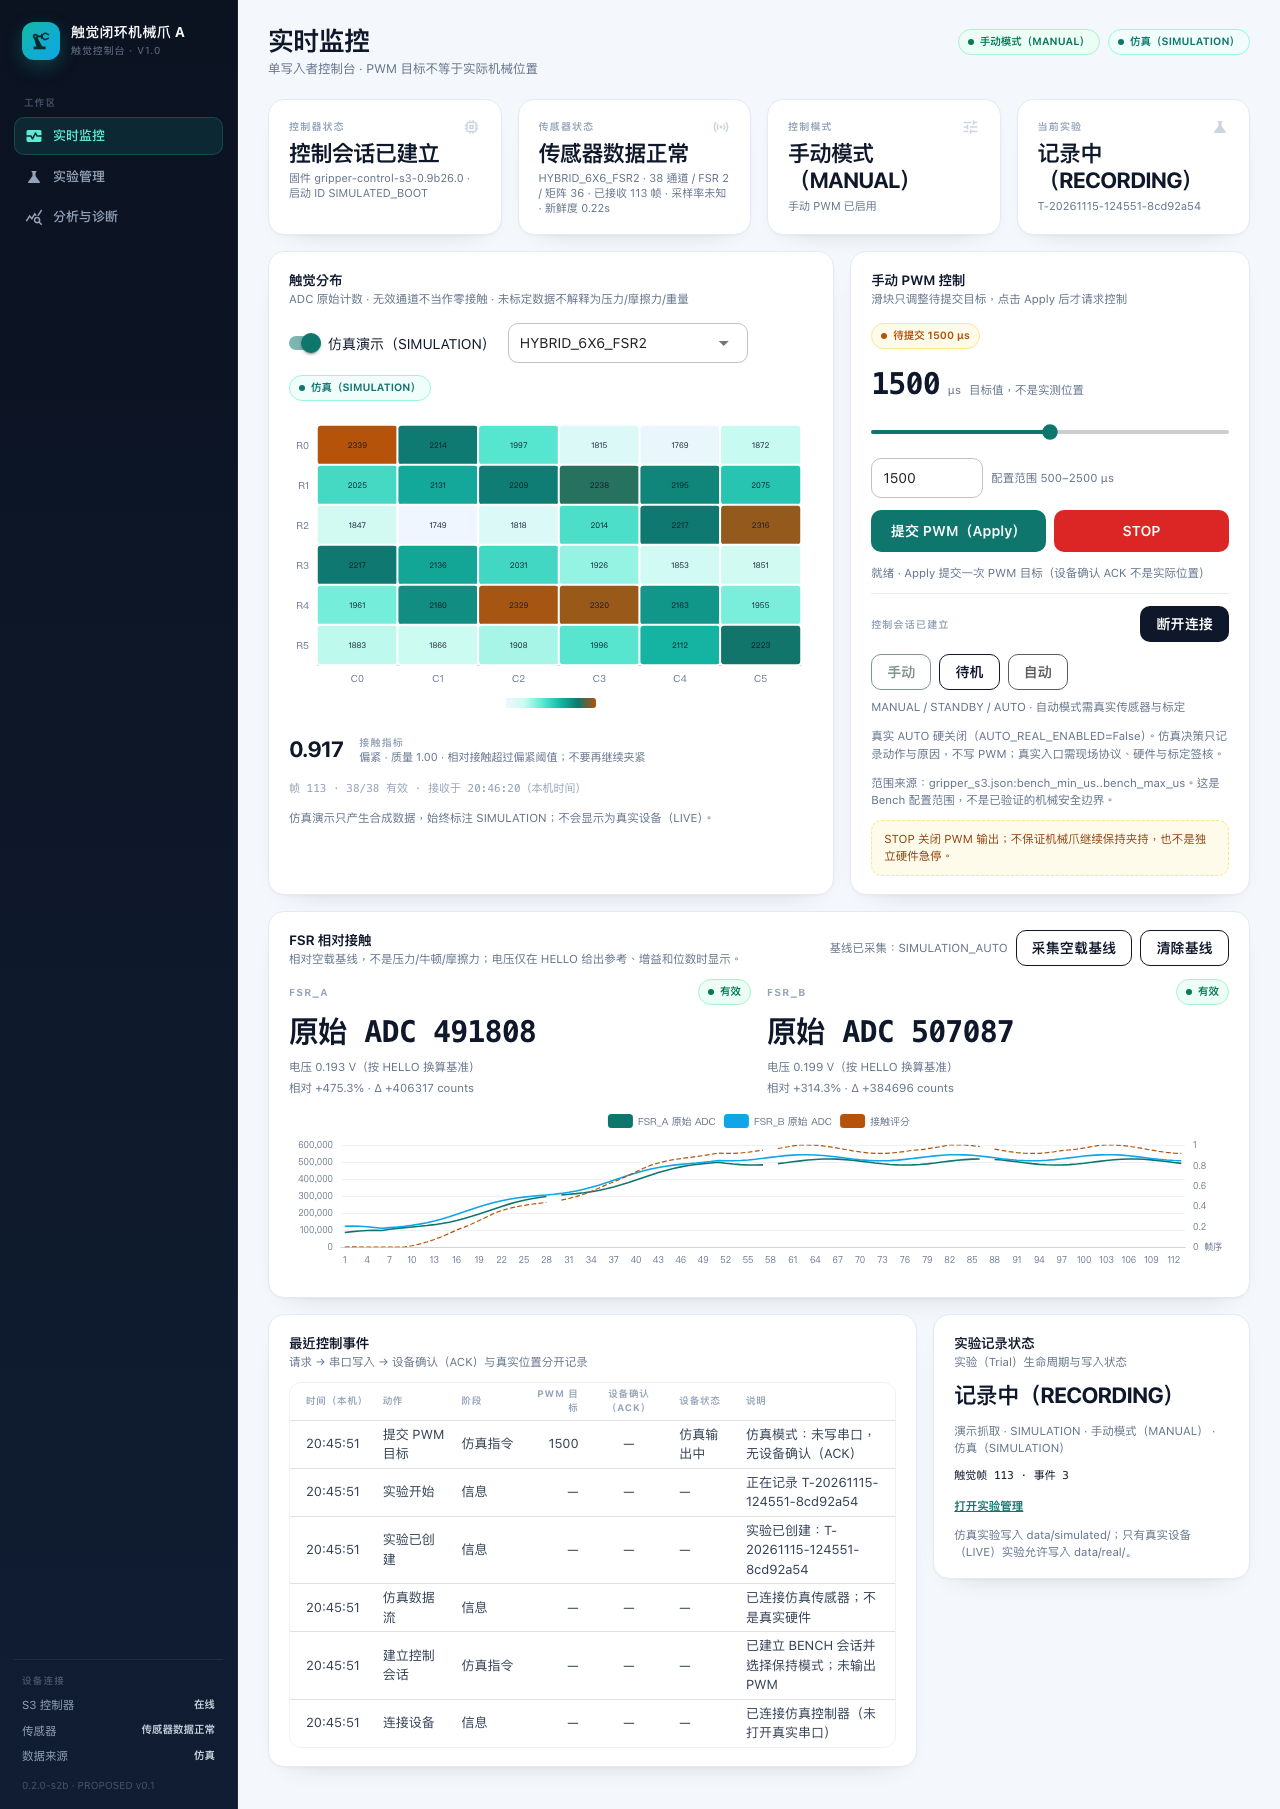 触觉闭环机械爪 A
触觉控制台 · V1.0
工作区
实时监控
实验管理
分析与诊断
设备连接
S3 控制器 在线
传感器 传感器数据正常
数据来源 仿真
0.2.0-s2b · PROPOSED v0.1
实时监控
单写入者控制台 · PWM 目标不等于实际机械位置
手动模式（MANUAL）
仿真（SIMULATION）
控制器状态
控制会话已建立
固件 gripper-control-s3-0.9b26.0 ·
启动 ID SIMULATED_BOOT
传感器状态
传感器数据正常
HYBRID_6X6_FSR2 · 38 通道 / FSR 2
/ 矩阵 36 · 已接收 113 帧 · 采样率未知
· 新鲜度 0.22s
控制模式
手动模式
（MANUAL）
手动 PWM 已启用
当前实验
记录中
（RECORDING）
T-20261115-124551-8cd92a54
触觉分布
ADC 原始计数 · 无效通道不当作零接触 · 未标定数据不解释为压力/摩擦力/重量
仿真演示（SIMULATION）
HYBRID_6X6_FSR2
仿真（SIMULATION）
R0 2339 2214 1997 1815 1769 1872
R1 2025 2131 2209 2238 2195 2075
R2 1847 1749 1818 2014 2217 2316
R3 2217 2136 2031 1926 1853 1851
R4 1961 2180 2329 2320 2163 1955
R5 1883 1866 1908 1996 2112 2223
C0 C1 C2 C3 C4 C5
0.917
接触指标
偏紧 · 质量 1.00 · 相对接触超过偏紧阈值；不要再继续夹紧
帧 113 · 38/38 有效 · 接收于 20:46:20（本机时间）
仿真演示只产生合成数据，始终标注 SIMULATION；不会显示为真实设备（LIVE）。
手动 PWM 控制
滑块只调整待提交目标，点击 Apply 后才请求控制
待提交 1500 µs
1500 µs 目标值，不是实测位置
1500
配置范围 500–2500 µs
提交 PWM（Apply）
STOP
就绪 · Apply 提交一次 PWM 目标（设备确认 ACK 不是实际位置）
控制会话已建立
断开连接
手动
待机
自动
MANUAL / STANDBY / AUTO · 自动模式需真实传感器与标定
真实 AUTO 硬关闭（AUTO_REAL_ENABLED=False）。仿真决策只记
录动作与原因，不写 PWM；真实入口需现场协议、硬件与标定签核。
范围来源：gripper_s3.json:bench_min_us..bench_max_us。这是
Bench 配置范围，不是已验证的机械安全边界。
STOP 关闭 PWM 输出；不保证机械爪继续保持夹持，也不是独
立硬件急停。
FSR 相对接触
相对空载基线，不是压力/牛顿/摩擦力；电压仅在 HELLO 给出参考、增益和位数时显示。
基线已采集：SIMULATION_AUTO
采集空载基线
清除基线
FSR_A
有效
原始 ADC 491808
电压 0.193 V（按 HELLO 换算基准）
相对 +475.3% · Δ +406317 counts
FSR_B
有效
原始 ADC 507087
电压 0.199 V（按 HELLO 换算基准）
相对 +314.3% · Δ +384696 counts
FSR_A 原始 ADC FSR_B 原始 ADC 接触评分
600,000 1
500,000 0.8
400,000 0.6
300,000
200,000 0.4
100,000 0.2
0 0 帧序
1 4 7 10 13 16 19 22 25 28 31 34 37 40 43 46 49 52 55 58 61 64 67 70 73 76 79 82 85 88 91 94 97 100 103 106 109 112
最近控制事件
请求 → 串口写入 → 设备确认（ACK）与真实位置分开记录
时间（本机） 动作 阶段 PWM 目标 设备确认（ACK） 设备状态 说明
20:45:51 提交 PWM 目标 仿真指令 1500 — 仿真输出中 仿真模式：未写串口，无设备确认（ACK）
20:45:51 实验开始 信息 — — — 正在记录 T-20261115-124551-8cd92a54
20:45:51 实验已创建 信息 — — — 实验已创建：T-20261115-124551-8cd92a54
20:45:51 仿真数据流 信息 — — — 已连接仿真传感器；不是真实硬件
20:45:51 建立控制会话 仿真指令 — — — 已建立 BENCH 会话并选择保持模式；未输出 PWM
20:45:51 连接设备 信息 — — — 已连接仿真控制器（未打开真实串口）
实验记录状态
实验（Trial）生命周期与写入状态
记录中（RECORDING）
演示抓取 · SIMULATION · 手动模式（MANUAL） ·
仿真（SIMULATION）
触觉帧 113 · 事件 3
打开实验管理
仿真实验写入 data/simulated/；只有真实设备
（LIVE）实验允许写入 data/real/。